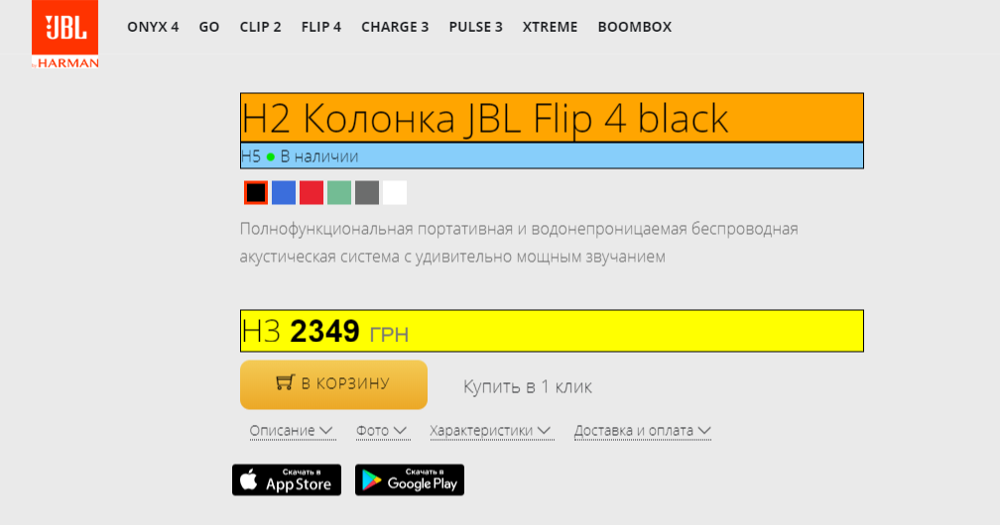 JBL
by HARMAN
ONYX 4 GO CLIP 2 FLIP 4 CHARGE 3 PULSE 3 XTREME BOOMBOX
H2 Колонка JBL Flip 4 black
H5 В наличии
Полнофункциональная портативная и водонепроницаемая беспроводная
акустическая система с удивительно мощным звучанием
H3 2349 ГРН
В КОРЗИНУ Купить в 1 клик
Описание Фото Характеристики Доставка и оплата
Скачать в App Store Скачать в Google Play